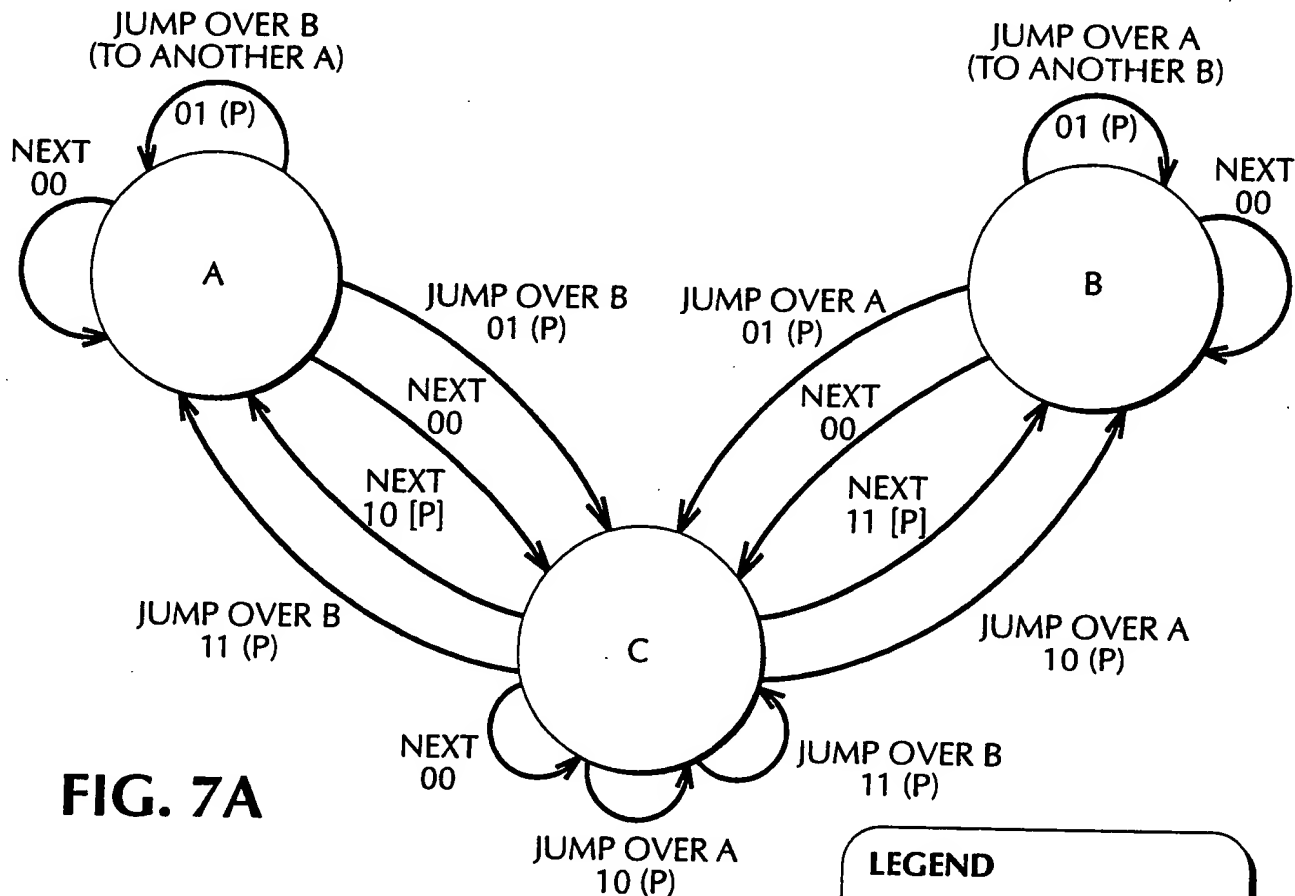 JUMP OVER B
(TO ANOTHER A)
01 (P)
NEXT
00
A
JUMP OVER A
(TO ANOTHER B)
01 (P)
NEXT
00
B
JUMP OVER B
01 (P)
JUMP OVER A
01 (P)
NEXT
00
NEXT
00
NEXT
10 [P]
NEXT
11 [P]
JUMP OVER B
11 (P)
JUMP OVER A
10 (P)
C
NEXT
00
JUMP OVER B
11 (P)
JUMP OVER A
10 (P)
FIG. 7A
LEGEND